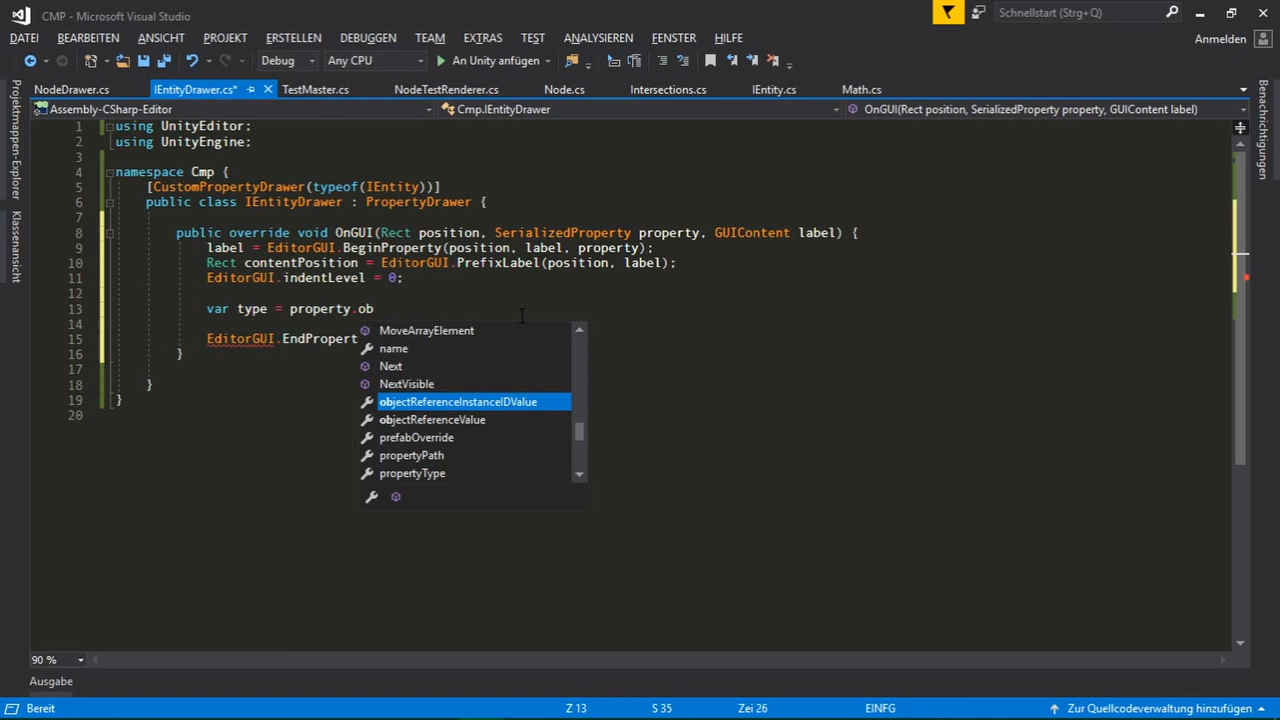 CMP - Microsoft Visual Studio
Schnellstart (Strg+Q)
DATEI BEARBEITEN ANSICHT PROJEKT ERSTELLEN DEBUGGEN TEAM EXTRAS TEST ANALYSIEREN FENSTER HILFE
Anmelden
Debug Any CPU An Unity anfügen
NodeDrawer.cs IEntityDrawer.cs* TestMaster.cs NodeTestRenderer.cs Node.cs Intersections.cs IEntity.cs Math.cs
Assembly-CSharp-Editor Cmp.IEntityDrawer OnGUI(Rect position, SerializedProperty property, GUIContent label)
Projektmappen-Explorer
Klassenansicht
Benachrichtigungen
1 using UnityEditor;
2 using UnityEngine;
3
4 namespace Cmp {
5 [CustomPropertyDrawer(typeof(IEntity))]
6 public class IEntityDrawer : PropertyDrawer {
7
8 public override void OnGUI(Rect position, SerializedProperty property, GUIContent label) {
9 label = EditorGUI.BeginProperty(position, label, property);
10 Rect contentPosition = EditorGUI.PrefixLabel(position, label);
11 EditorGUI.indentLevel = 0;
12
13 var type = property.ob
14
15 EditorGUI.EndPropert
16 }
17
18 }
19 }
20
MoveArrayElement
name
Next
NextVisible
objectReferenceInstanceIDValue
objectReferenceValue
prefabOverride
propertyPath
propertyType
90 %
Ausgabe
Bereit Z 13 S 35 Zei 26 EINFG Zur Quellcodeverwaltung hinzufügen